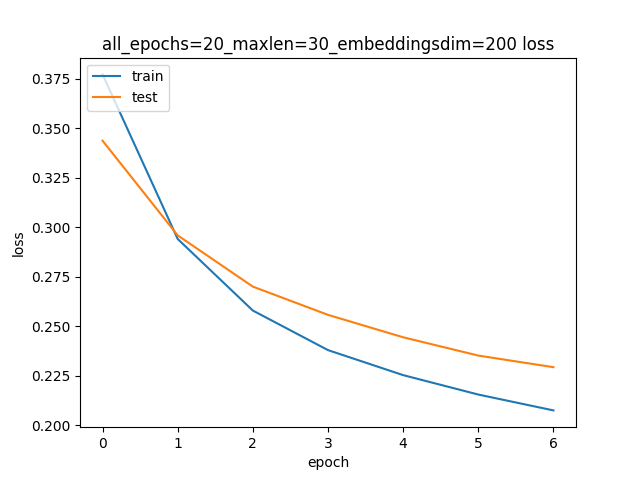 all_epochs=20_maxlen=30_embeddingsdim=200 loss
train
test
0.375
0.350
0.325
0.300
0.275
0.250
0.225
0.200
loss
0 1 2 3 4 5 6
epoch